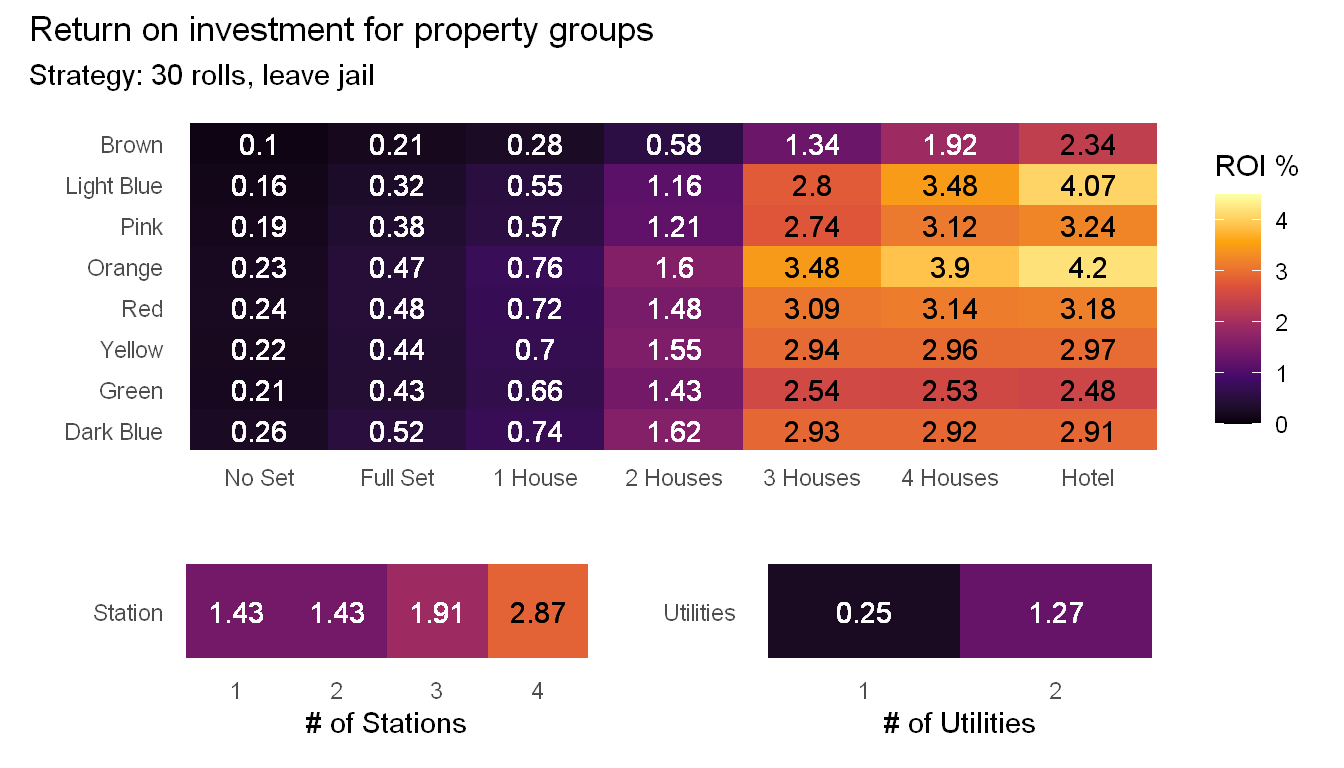 Return on investment for property groups
Strategy: 30 rolls, leave jail
Brown 0.1 0.21 0.28 0.58 1.34 1.92 2.34
Light Blue 0.16 0.32 0.55 1.16 2.8 3.48 4.07
Pink 0.19 0.38 0.57 1.21 2.74 3.12 3.24
Orange 0.23 0.47 0.76 1.6 3.48 3.9 4.2
Red 0.24 0.48 0.72 1.48 3.09 3.14 3.18
Yellow 0.22 0.44 0.7 1.55 2.94 2.96 2.97
Green 0.21 0.43 0.66 1.43 2.54 2.53 2.48
Dark Blue 0.26 0.52 0.74 1.62 2.93 2.92 2.91
No Set Full Set 1 House 2 Houses 3 Houses 4 Houses Hotel
ROI %
4
3
2
1
0
Station 1.43 1.43 1.91 2.87
1 2 3 4
# of Stations
Utilities 0.25 1.27
1 2
# of Utilities